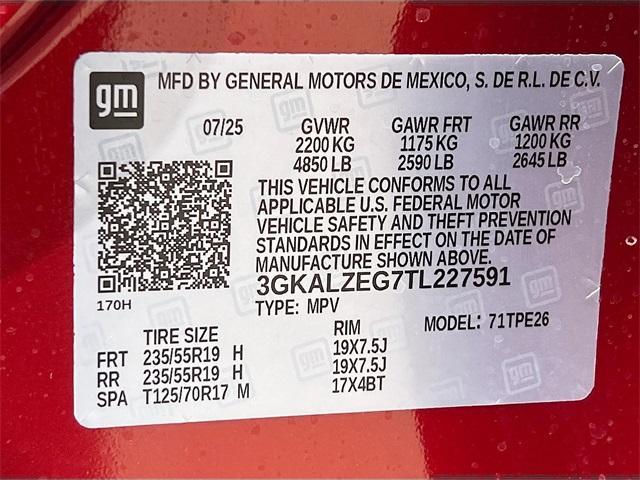 gm
MFD BY GENERAL MOTORS DE MEXICO, S. DE R.L. DE C.V.
07/25 GVWR GAWR FRT GAWR RR
2200 KG 1175 KG 1200 KG
4850 LB 2590 LB 2645 LB
THIS VEHICLE CONFORMS TO ALL
APPLICABLE U.S. FEDERAL MOTOR
VEHICLE SAFETY AND THEFT PREVENTION
STANDARDS IN EFFECT ON THE DATE OF
MANUFACTURE SHOWN ABOVE.
3GKALZEG7TL227591
170H
TYPE: MPV MODEL: 71TPE26
TIRE SIZE RIM
FRT 235/55R19 H 19X7.5J
RR 235/55R19 H 19X7.5J
SPA T125/70R17 M 17X4BT